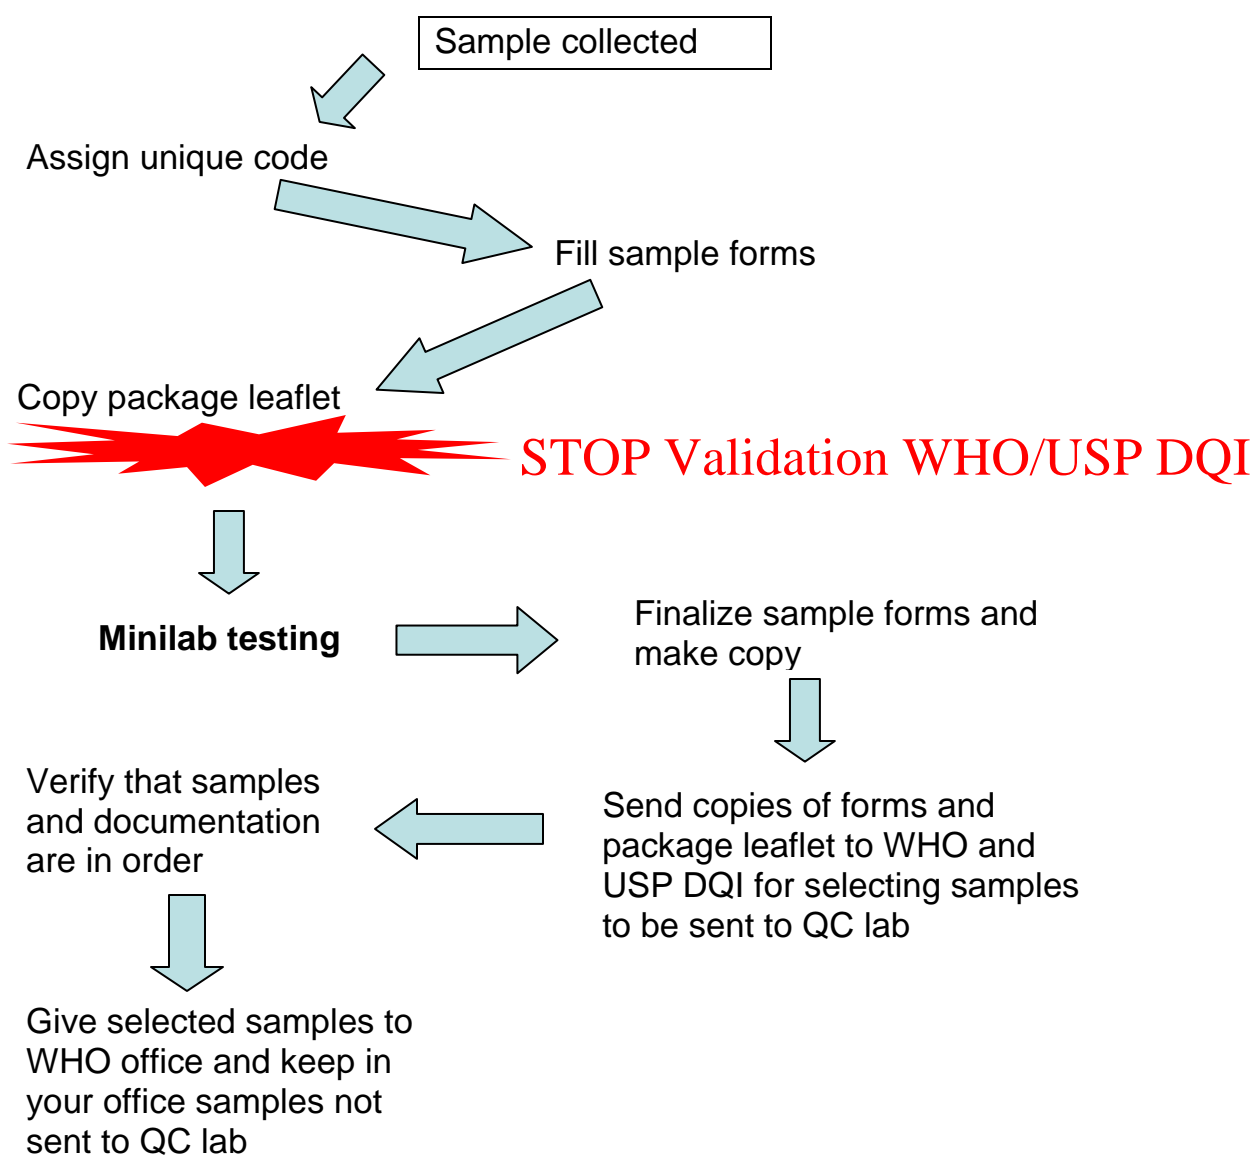 Sample collected
Assign unique code
Fill sample forms
Copy package leaflet
STOP Validation WHO/USP DQI
Minilab testing
Finalize sample forms and
make copy
Send copies of forms and
package leaflet to WHO and
USP DQI for selecting samples
to be sent to QC lab
Verify that samples
and documentation
are in order
Give selected samples to
WHO office and keep in
your office samples not
sent to QC lab